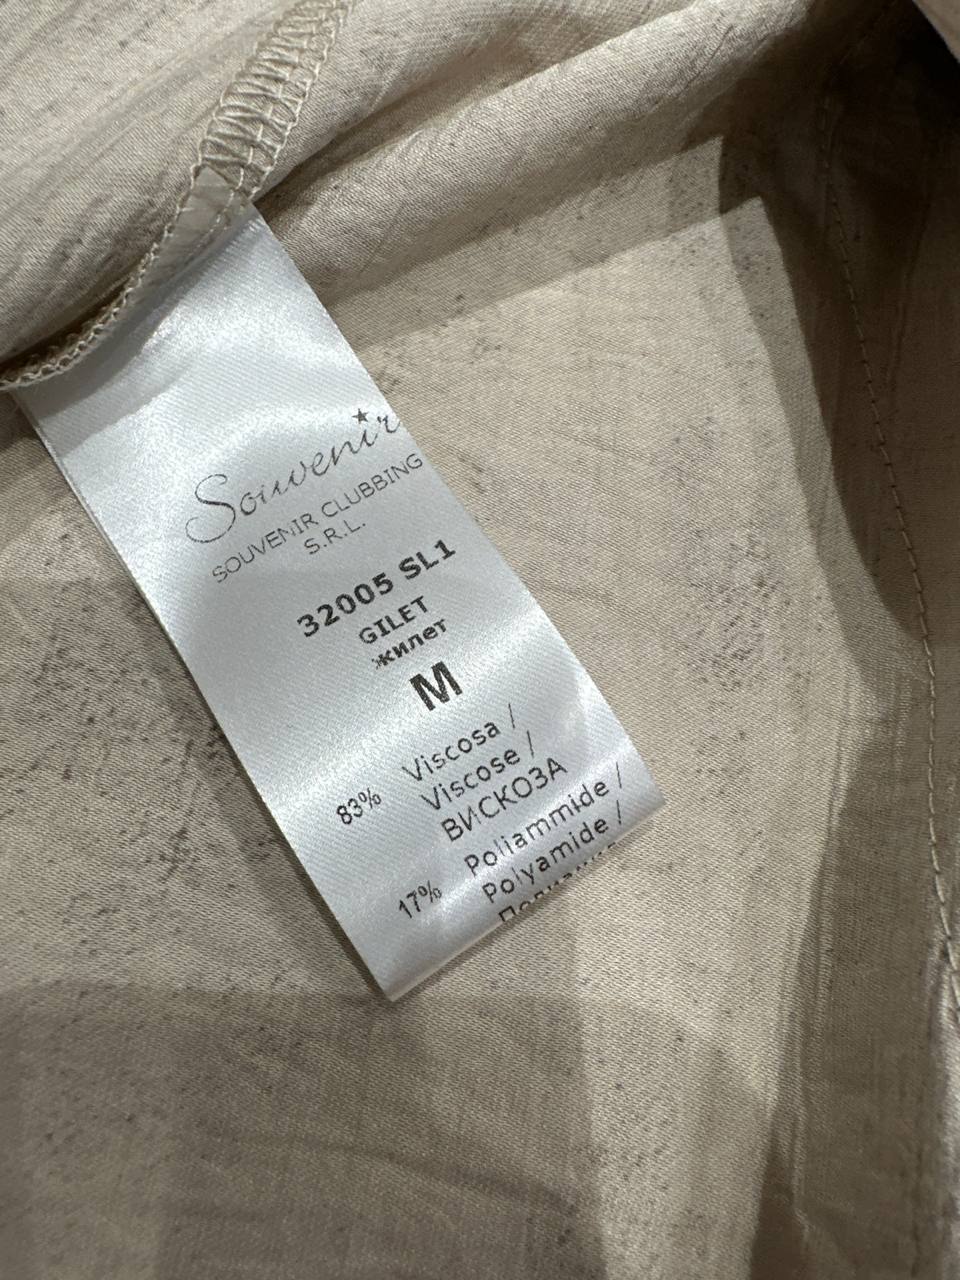 Souvenir
SOUVENIR CLUBBING
S.R.L.
32005 SL1
GILET
жилет
M
83% Viscosa /
Viscose /
ВИСКОЗА
17% Poliammide /
Polyamide /